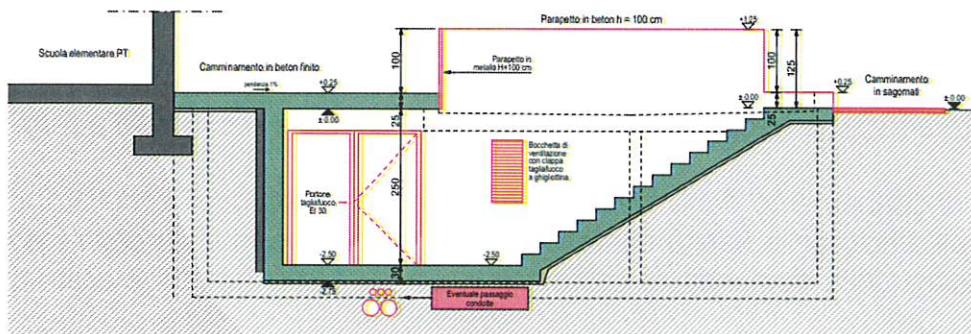 Scuola elementare PT
Camminamento in beton finito
pendenza 1%
+0.25
± 0.00
100
25
250
30
Parapetto in beton h = 100 cm
Parapetto in
metallo H=100 cm
+1.25
±0.00
100
125
25
+0.25
Camminamento
in sagomati
±0.00
Portone
tagliafuoco
EI 30
Bocchetta di
ventilazione
con clappa
tagliafuoco
a ghigliottina.
-2.50
-2.50
Eventuale passaggio
condotte